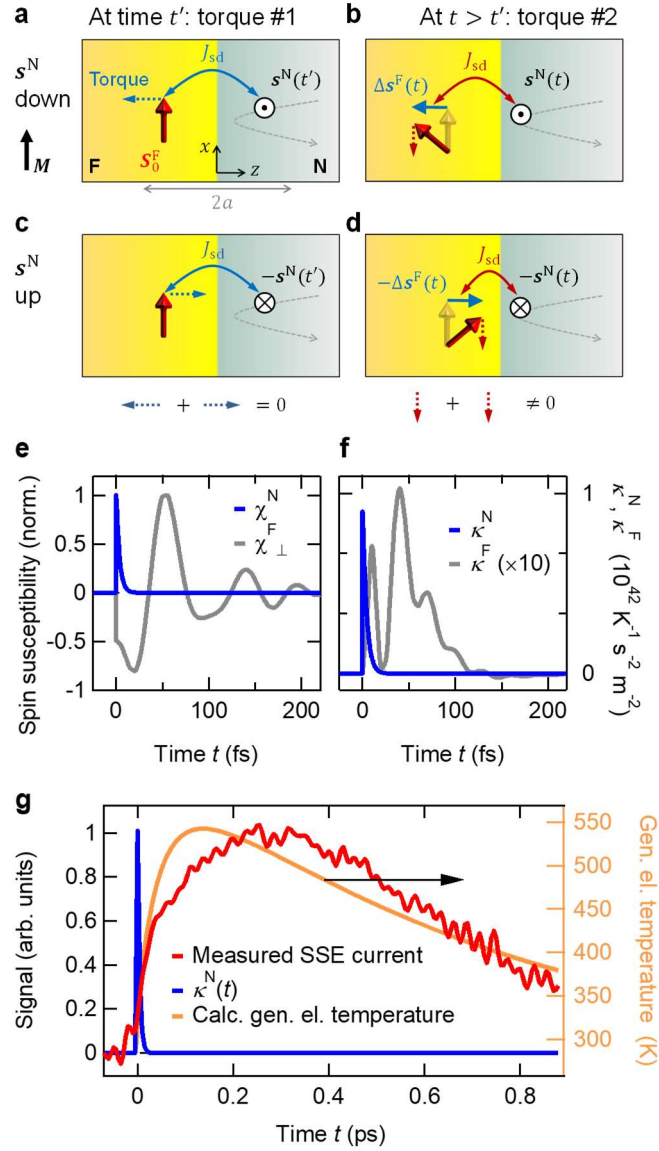 a At time t′: torque #1
b At t > t′: torque #2
s^N down
M
J_sd
Torque
s^N(t′)
S_0^F
x
z
F
N
2a
J_sd
Δs^F(t)
s^N(t)
c
d
s^N up
J_sd
−s^N(t′)
J_sd
−Δs^F(t)
−s^N(t)
+ = 0
+ ≠ 0
e
f
Spin susceptibility (norm.)
1
0.5
0
-0.5
-1
χ^N
χ_⊥^F
0 100 200
Time t (fs)
κ^N
κ^F (×10)
1
0
κ^N, κ^F (10^42 K^-1 s^-2 m^-2)
0 100 200
Time t (fs)
g
Signal (arb. units)
1
0.8
0.6
0.4
0.2
0
Measured SSE current
κ^N(t)
Calc. gen. el. temperature
550
500
450
400
350
300
Gen. el. temperature (K)
0 0.2 0.4 0.6 0.8
Time t (ps)